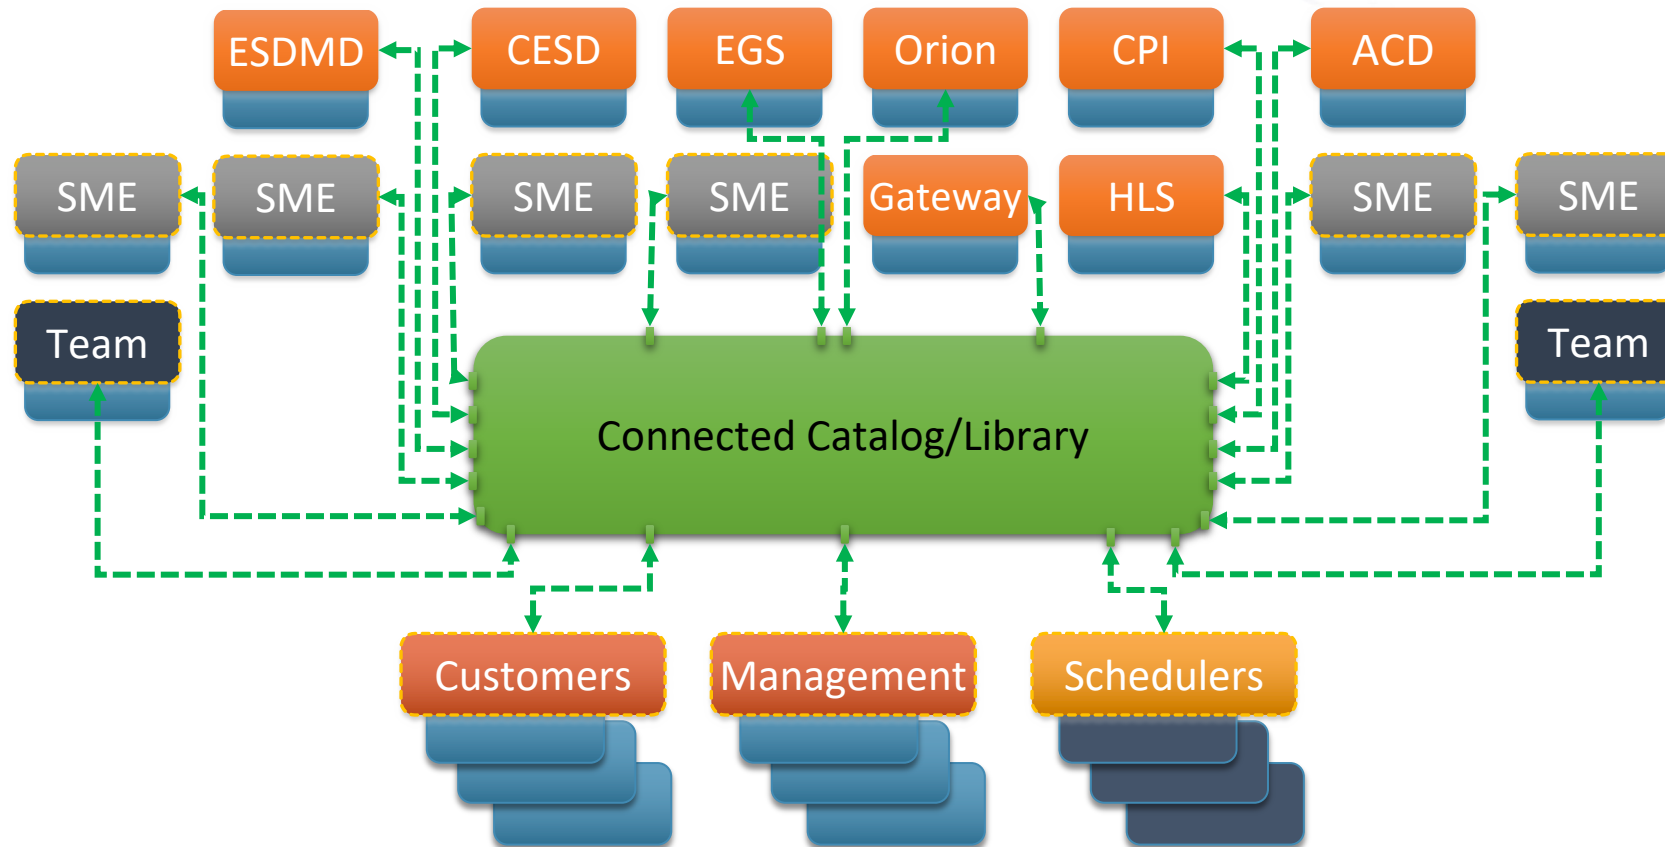 ESDMD
CESD
EGS
Orion
CPI
ACD
SME
SME
SME
SME
Gateway
HLS
SME
SME
Team
Team
Connected Catalog/Library
Customers
Management
Schedulers